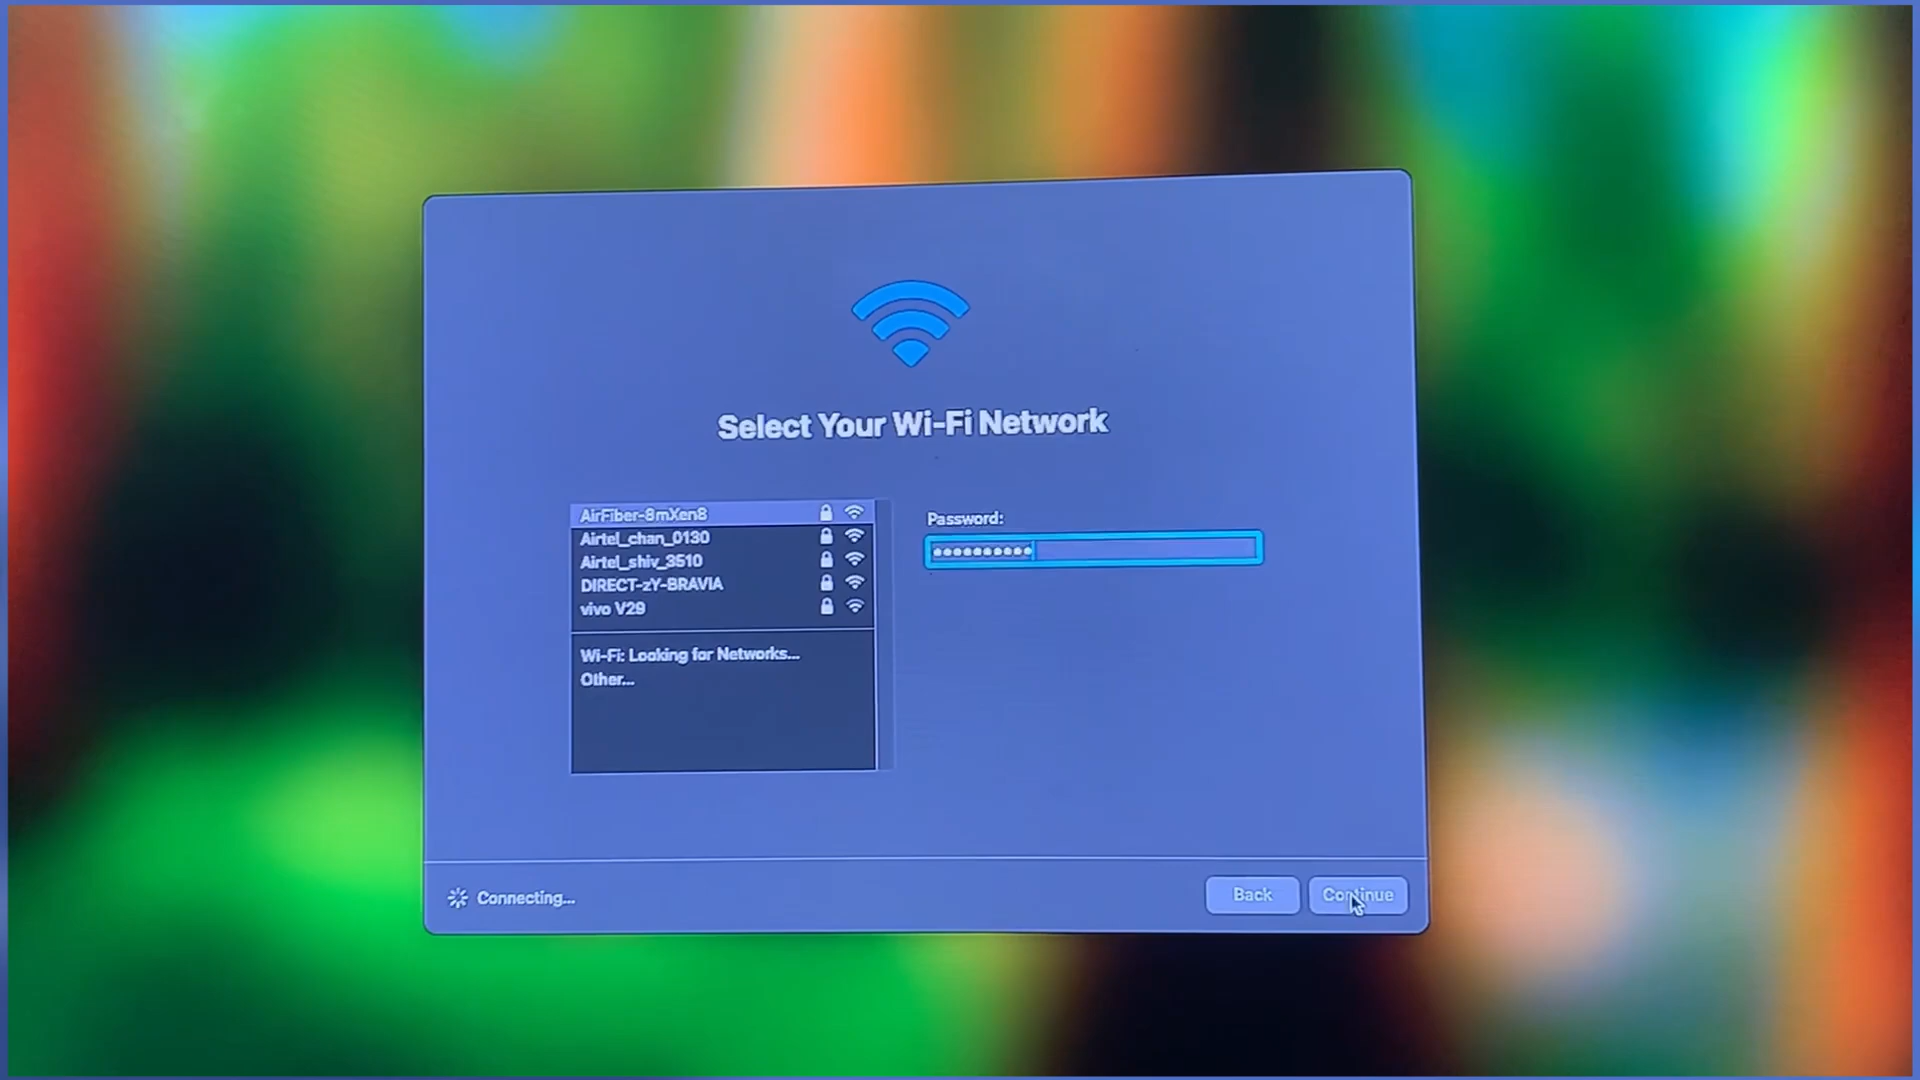 Select Your Wi-Fi Network
AirFiber-8mXen8
Airtel_chan_0130
Airtel_shiv_3510
DIRECT-zY-BRAVIA
vivo V29
Wi-Fi: Looking for Networks...
Other...
Password:
Connecting...
Back
Continue